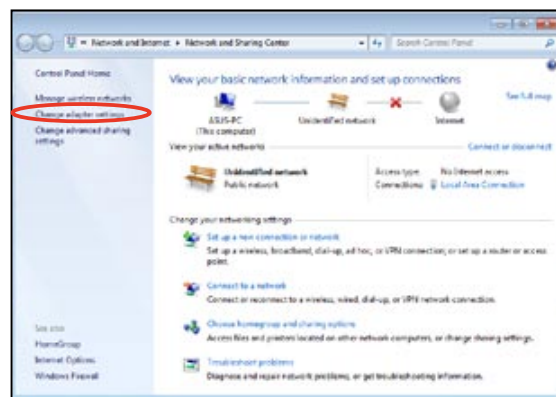 Network and Internet ▸ Network and Sharing Center
Search Control Panel
Control Panel Home
Manage wireless networks
Change adapter settings
Change advanced sharing
settings
See also
HomeGroup
Internet Options
Windows Firewall
View your basic network information and set up connections
See full map
ASUS-PC
(This computer)
Unidentified network
Internet
View your active networks
Connect or disconnect
Unidentified network
Public network
Access type: No Internet access
Connections: Local Area Connection
Change your networking settings
Set up a new connection or network
Set up a wireless, broadband, dial-up, ad hoc, or VPN connection; or set up a router or access
point.
Connect to a network
Connect or reconnect to a wireless, wired, dial-up, or VPN network connection.
Choose homegroup and sharing options
Access files and printers located on other network computers, or change sharing settings.
Troubleshoot problems
Diagnose and repair network problems, or get troubleshooting information.